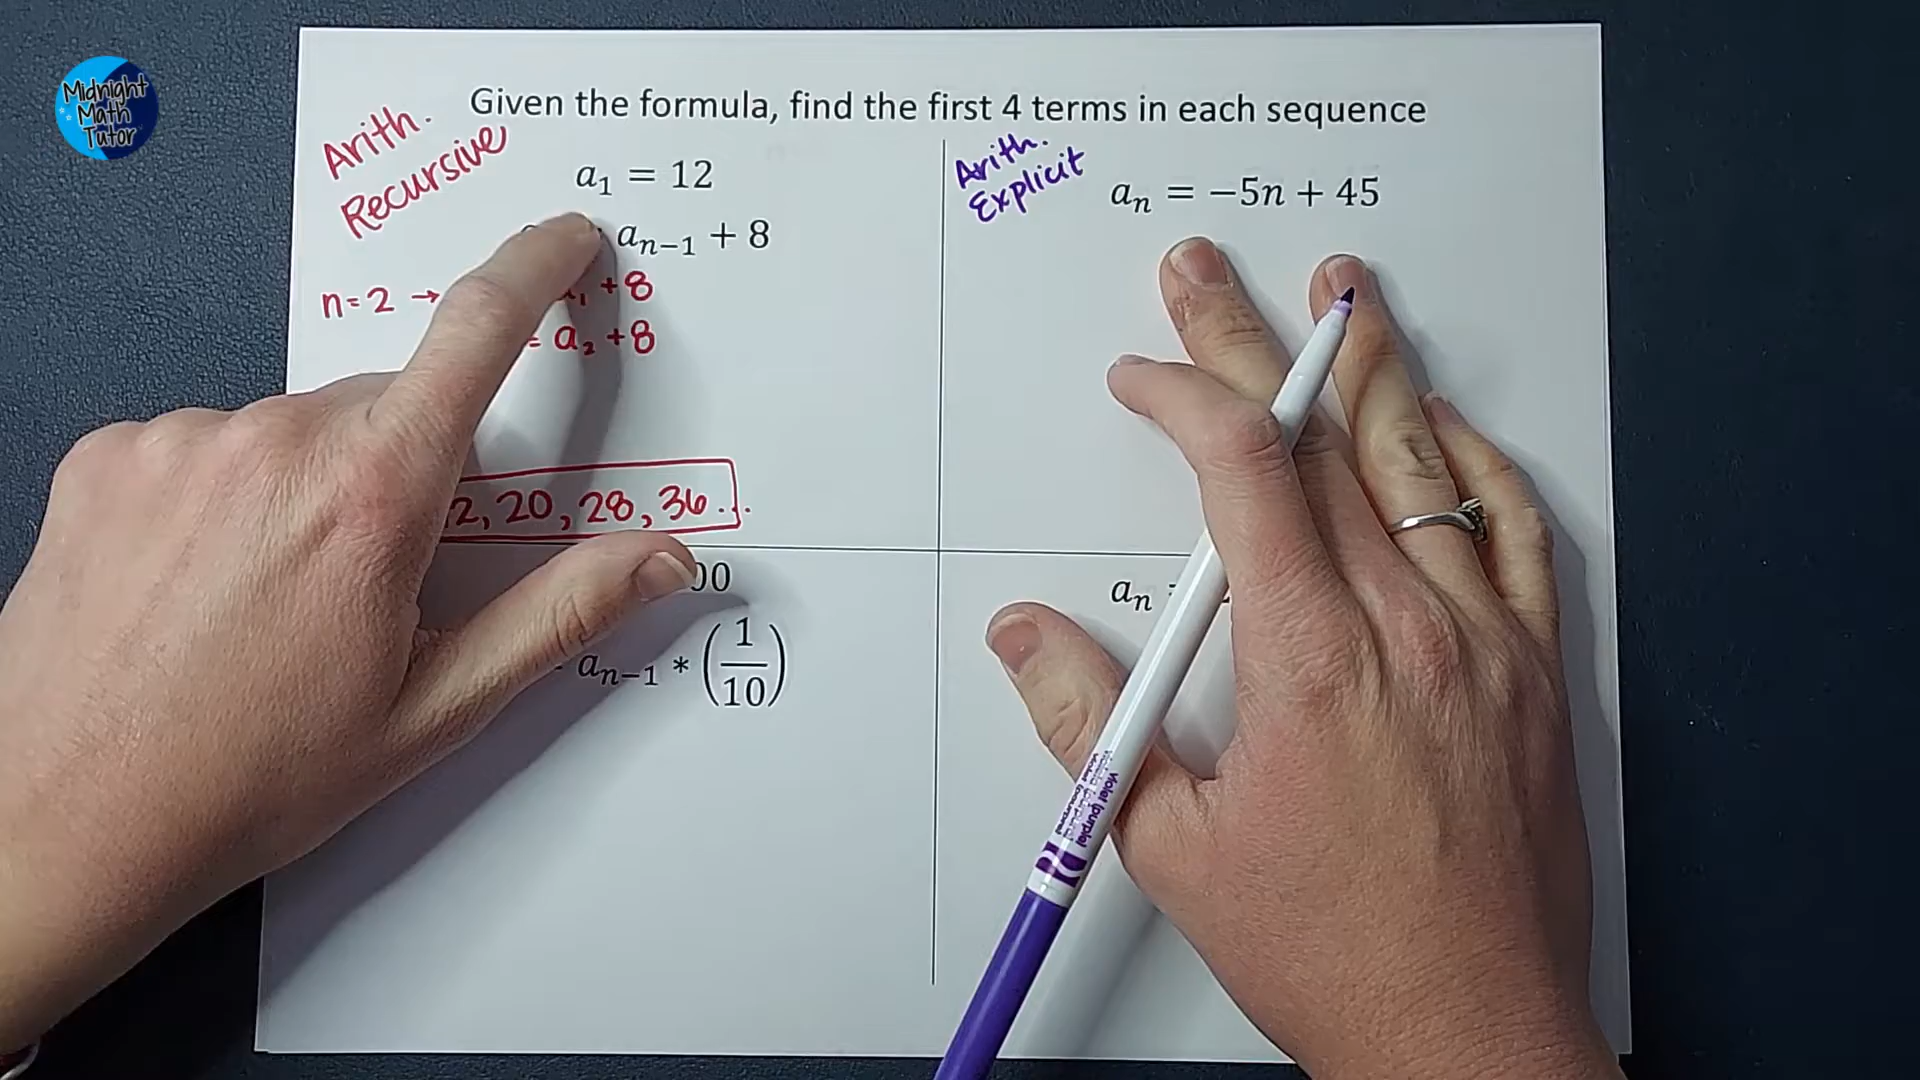 Midnight
Math
Tutor
Given the formula, find the first 4 terms in each sequence
Arith.
Recursive
a₁ = 12
aₙ₋₁ + 8
n=2 → a₁ +8
= a₂ +8
2, 20, 28, 36...
Arith.
Explicit
aₙ = −5n + 45
00
aₙ₋₁ * (1/10)
aₙ =
violet (purple)